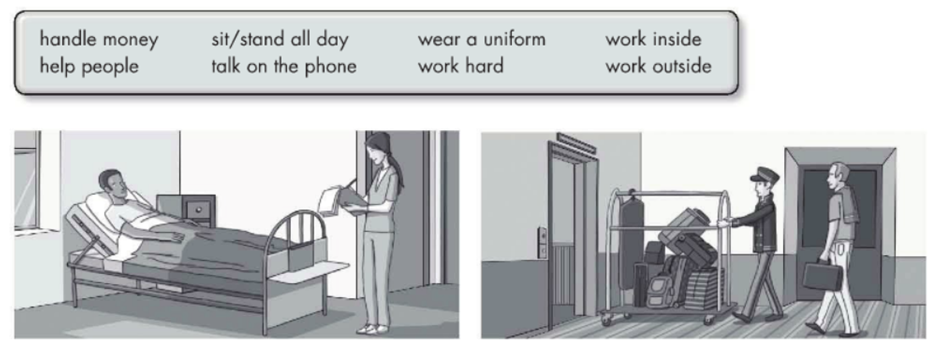 handle money sit/stand all day wear a uniform work inside
help people talk on the phone work hard work outside